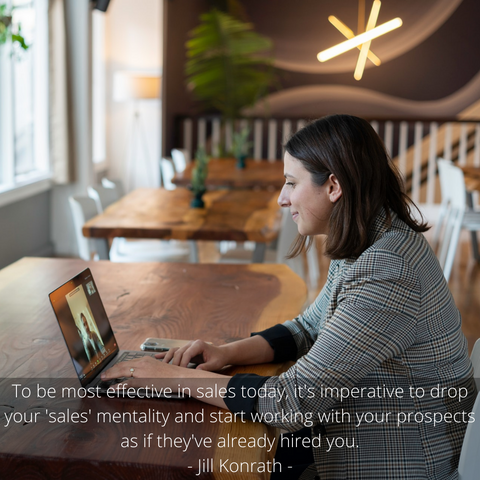 To be most effective in sales today, it's imperative to drop
your 'sales' mentality and start working with your prospects
as if they've already hired you.
- Jill Konrath -